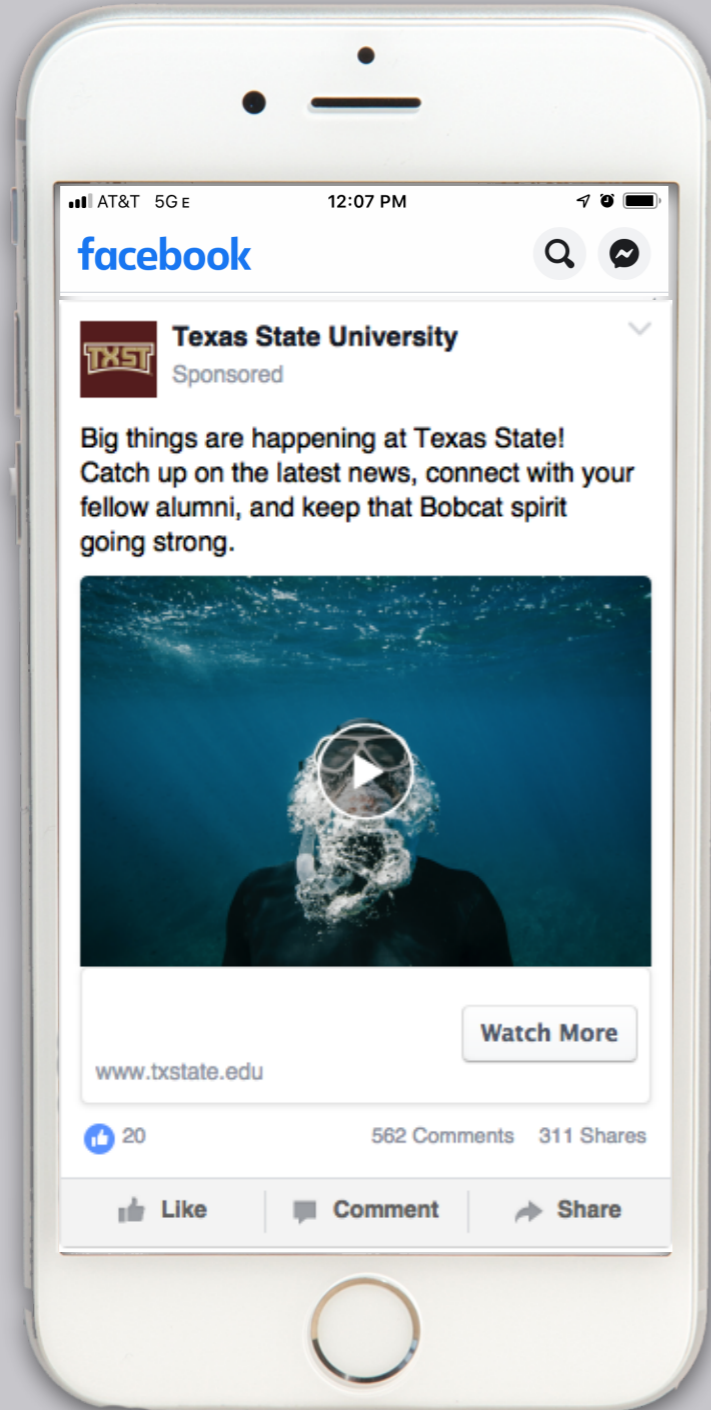 AT&T 5GE 12:07 PM
facebook
TXST
Texas State University
Sponsored
Big things are happening at Texas State!
Catch up on the latest news, connect with your
fellow alumni, and keep that Bobcat spirit
going strong.
Watch More
www.txstate.edu
20 562 Comments 311 Shares
Like Comment Share